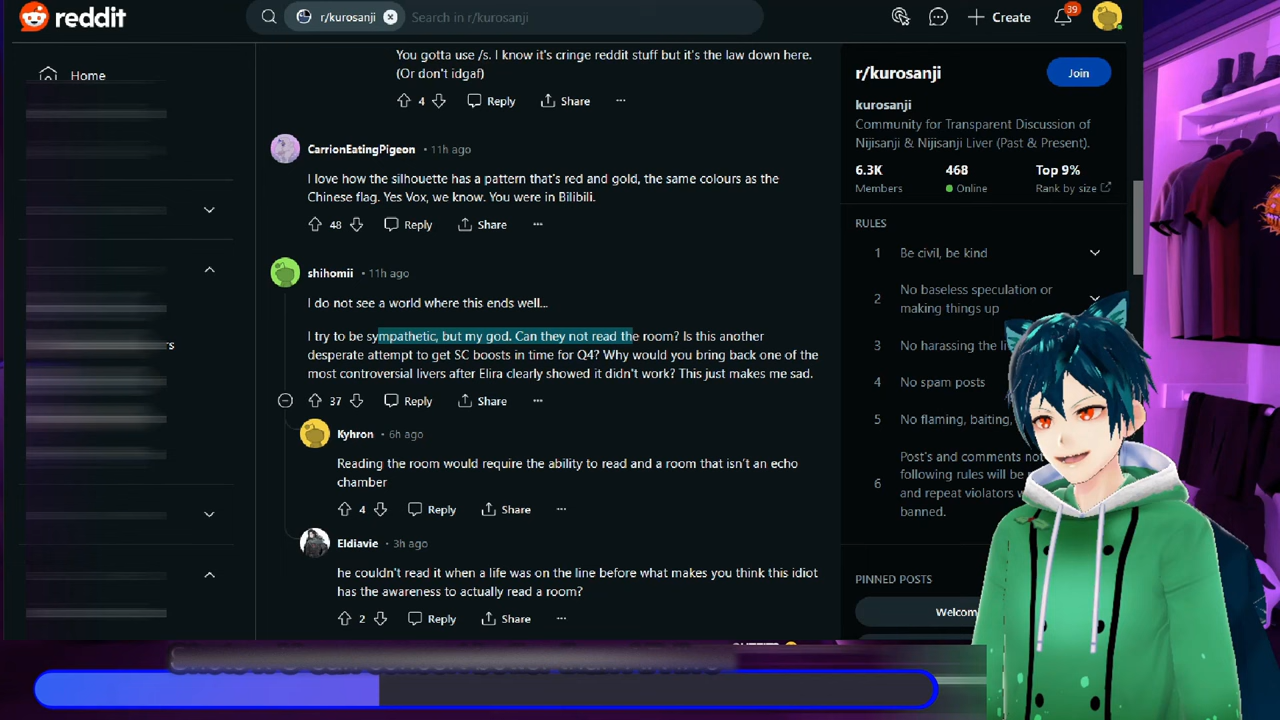 reddit
r/kurosanji
Search in r/kurosanji
Create
39
Home
You gotta use /s. I know it's cringe reddit stuff but it's the law down here.
(Or don't idgaf)
4
Reply
Share
CarrionEatingPigeon • 11h ago
I love how the silhouette has a pattern that's red and gold, the same colours as the
Chinese flag. Yes Vox, we know. You were in Bilibili.
48
Reply
Share
shihomii • 11h ago
I do not see a world where this ends well...
I try to be sympathetic, but my god. Can they not read the room? Is this another
desperate attempt to get SC boosts in time for Q4? Why would you bring back one of the
most controversial livers after Elira clearly showed it didn't work? This just makes me sad.
37
Reply
Share
Kyhron • 6h ago
Reading the room would require the ability to read and a room that isn't an echo
chamber
4
Reply
Share
Eldiavie • 3h ago
he couldn't read it when a life was on the line before what makes you think this idiot
has the awareness to actually read a room?
2
Reply
Share
r/kurosanji
Join
kurosanji
Community for Transparent Discussion of
Nijisanji & Nijisanji Liver (Past & Present).
6.3K
468
Top 9%
Members
Online
Rank by size
RULES
1
Be civil, be kind
2
No baseless speculation or
making things up
3
No harassing the
4
No spam posts
5
No flaming, baiting,
6
Post's and comments
following rules will be
and repeat violators
banned.
PINNED POSTS